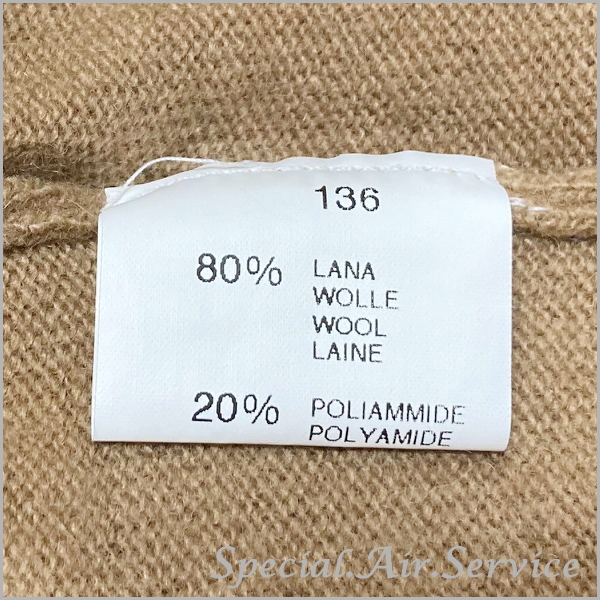 136
80% LANA
WOLLE
WOOL
LAINE
20% POLIAMMIDE
POLYAMIDE
Special.Air.Service